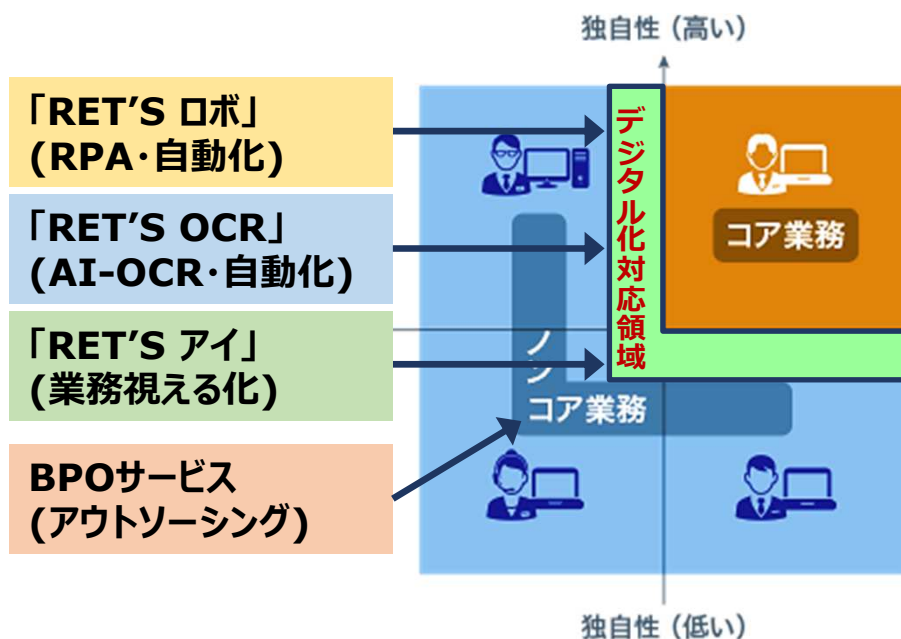 独自性（高い）
「RET’S ロボ」
(RPA･自動化)
「RET’S OCR」
(AI-OCR･自動化)
「RET’S アイ」
(業務視える化)
BPOサービス
(アウトソーシング)
デジタル化対応領域
コア業務
ノン
コア業務
独自性（低い）